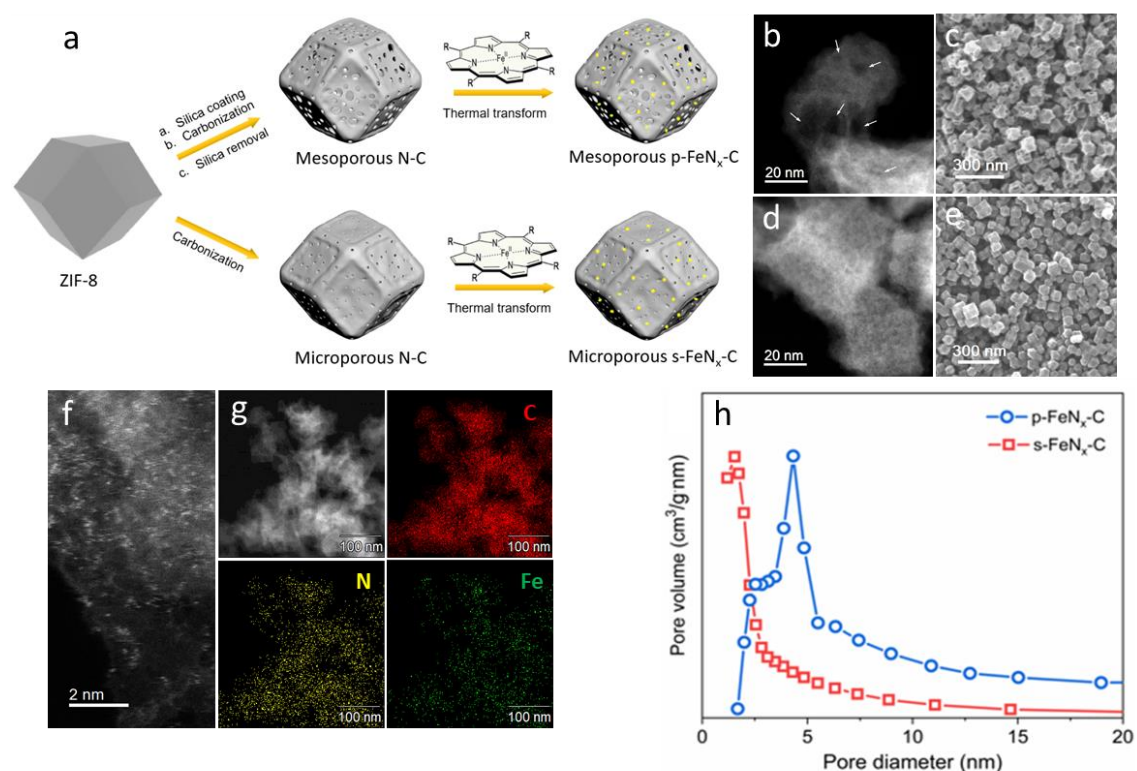 a
ZIF-8
a. Silica coating
b. Carbonization
c. Silica removal
Carbonization
Mesoporous N-C
R
R
R
R
N
N
N
N
Feᴵᴵ
Thermal transform
Mesoporous p-FeNₓ-C
Microporous N-C
R
R
R
R
N
N
N
N
Feᴵᴵ
Thermal transform
Microporous s-FeNₓ-C
b
20 nm
c
300 nm
d
20 nm
e
300 nm
f
2 nm
g
100 nm
C
100 nm
N
100 nm
Fe
100 nm
h
p-FeNₓ-C
s-FeNₓ-C
Pore volume (cm³/g·nm)
0 5 10 15 20
Pore diameter (nm)